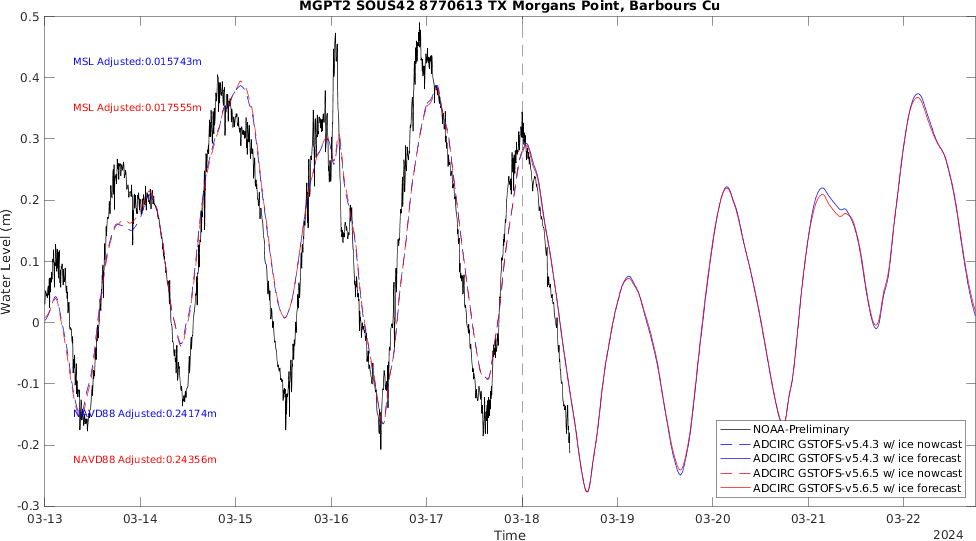 MGPT2 SOUS42 8770613 TX Morgans Point, Barbours Cu
Water Level (m)
0.5
0.4
0.3
0.2
0.1
0
-0.1
-0.2
-0.3
MSL Adjusted:0.015743m
MSL Adjusted:0.017555m
NAVD88 Adjusted:0.24174m
NAVD88 Adjusted:0.24356m
NOAA-Preliminary
ADCIRC GSTOFS-v5.4.3 w/ ice nowcast
ADCIRC GSTOFS-v5.4.3 w/ ice forecast
ADCIRC GSTOFS-v5.6.5 w/ ice nowcast
ADCIRC GSTOFS-v5.6.5 w/ ice forecast
03-13 03-14 03-15 03-16 03-17 03-18 03-19 03-20 03-21 03-22
Time
2024